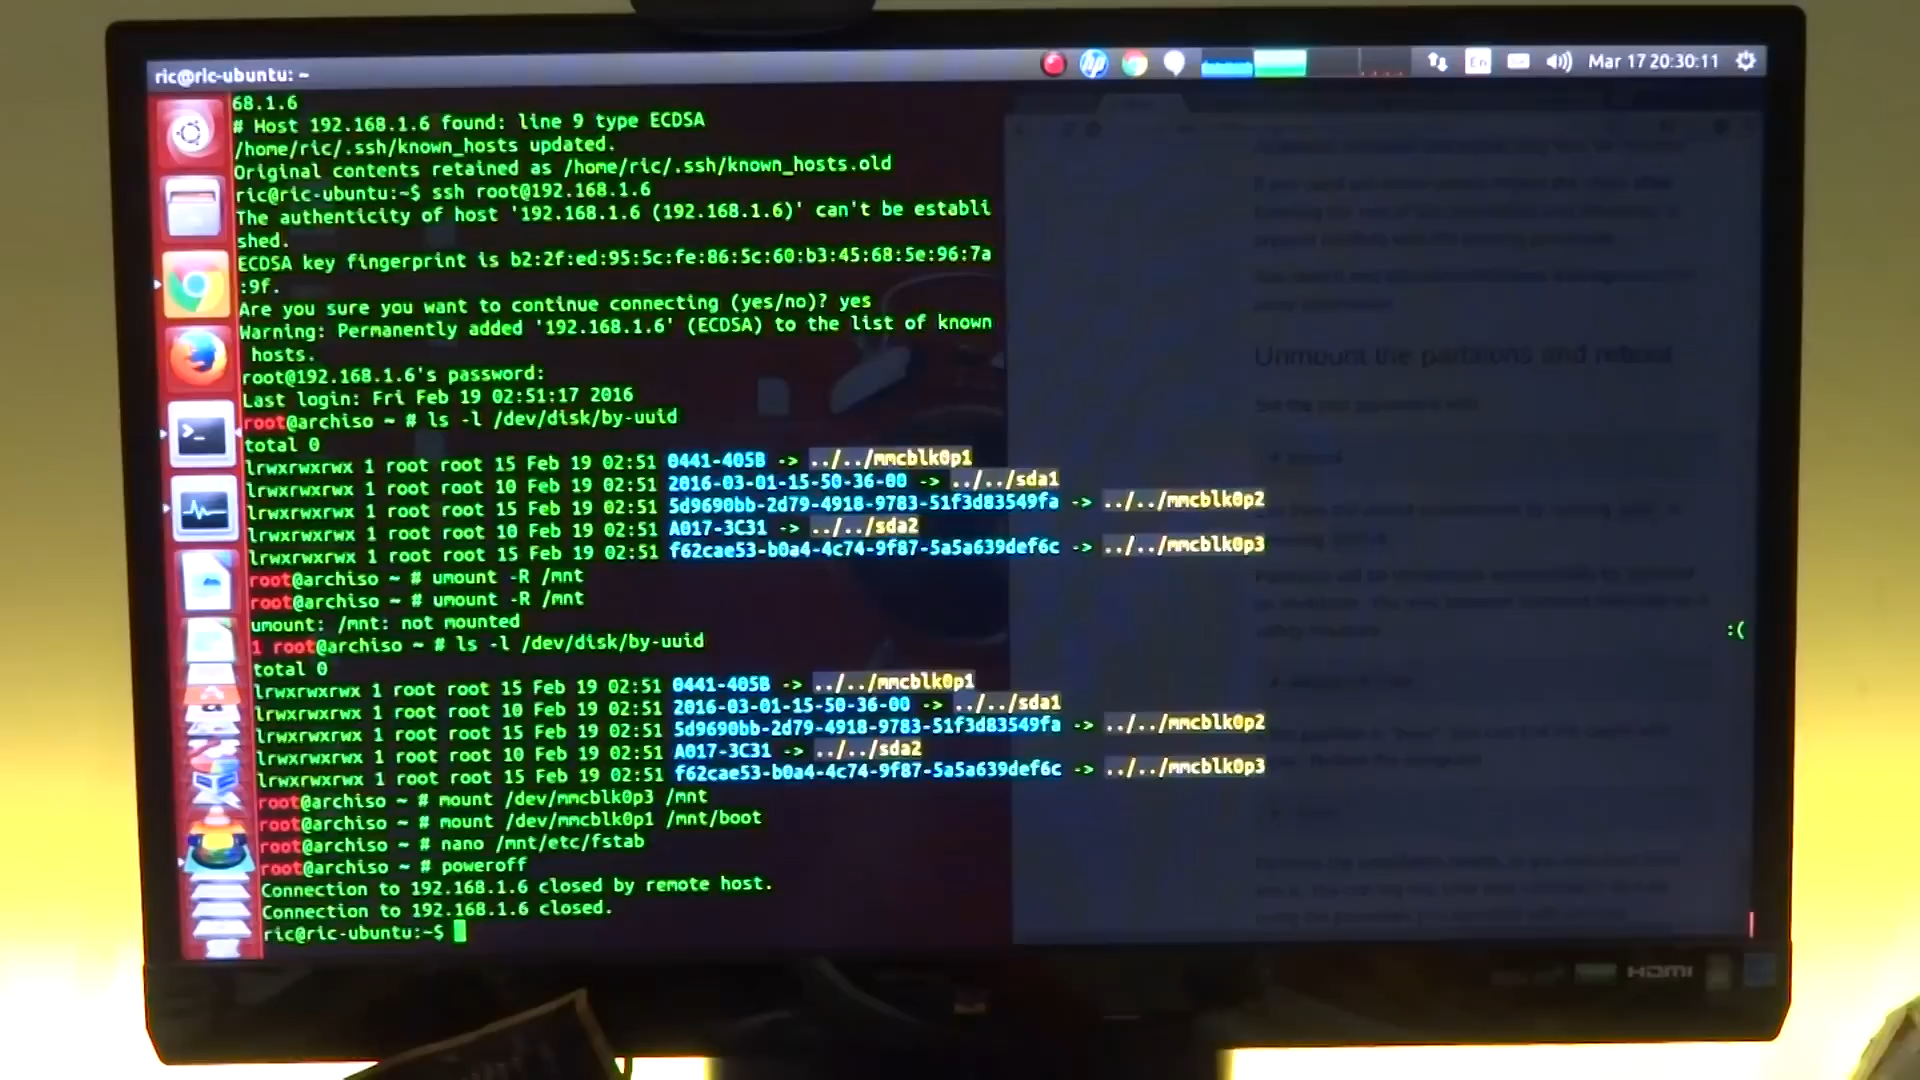 ric@ric-ubuntu: ~
En
Mar 17 20:30:11
68.1.6
# Host 192.168.1.6 found: line 9 type ECDSA
/home/ric/.ssh/known_hosts updated.
Original contents retained as /home/ric/.ssh/known_hosts.old
ric@ric-ubuntu:~$ ssh root@192.168.1.6
The authenticity of host '192.168.1.6 (192.168.1.6)' can't be establi
shed.
ECDSA key fingerprint is b2:2f:ed:95:5c:fe:86:5c:60:b3:45:68:5e:96:7a
:9f.
Are you sure you want to continue connecting (yes/no)? yes
Warning: Permanently added '192.168.1.6' (ECDSA) to the list of known
hosts.
root@192.168.1.6's password:
Last login: Fri Feb 19 02:51:17 2016
root@archiso ~ # ls -l /dev/disk/by-uuid
total 0
lrwxrwxrwx 1 root root 15 Feb 19 02:51 0441-405B -> ../../mmcblk0p1
lrwxrwxrwx 1 root root 10 Feb 19 02:51 2016-03-01-15-50-36-00 -> ../../sda1
lrwxrwxrwx 1 root root 15 Feb 19 02:51 5d9690bb-2d79-4918-9783-51f3d83549fa -> ../../mmcblk0p2
lrwxrwxrwx 1 root root 10 Feb 19 02:51 A017-3C31 -> ../../sda2
lrwxrwxrwx 1 root root 15 Feb 19 02:51 f62cae53-b0a4-4c74-9f87-5a5a639def6c -> ../../mmcblk0p3
root@archiso ~ # umount -R /mnt
root@archiso ~ # umount -R /mnt
umount: /mnt: not mounted
1 root@archiso ~ # ls -l /dev/disk/by-uuid
:(
total 0
lrwxrwxrwx 1 root root 15 Feb 19 02:51 0441-405B -> ../../mmcblk0p1
lrwxrwxrwx 1 root root 10 Feb 19 02:51 2016-03-01-15-50-36-00 -> ../../sda1
lrwxrwxrwx 1 root root 15 Feb 19 02:51 5d9690bb-2d79-4918-9783-51f3d83549fa -> ../../mmcblk0p2
lrwxrwxrwx 1 root root 10 Feb 19 02:51 A017-3C31 -> ../../sda2
lrwxrwxrwx 1 root root 15 Feb 19 02:51 f62cae53-b0a4-4c74-9f87-5a5a639def6c -> ../../mmcblk0p3
root@archiso ~ # mount /dev/mmcblk0p3 /mnt
root@archiso ~ # mount /dev/mmcblk0p1 /mnt/boot
root@archiso ~ # nano /mnt/etc/fstab
root@archiso ~ # poweroff
Connection to 192.168.1.6 closed by remote host.
Connection to 192.168.1.6 closed.
ric@ric-ubuntu:~$
Unmount the partitions and reboot
HDMI